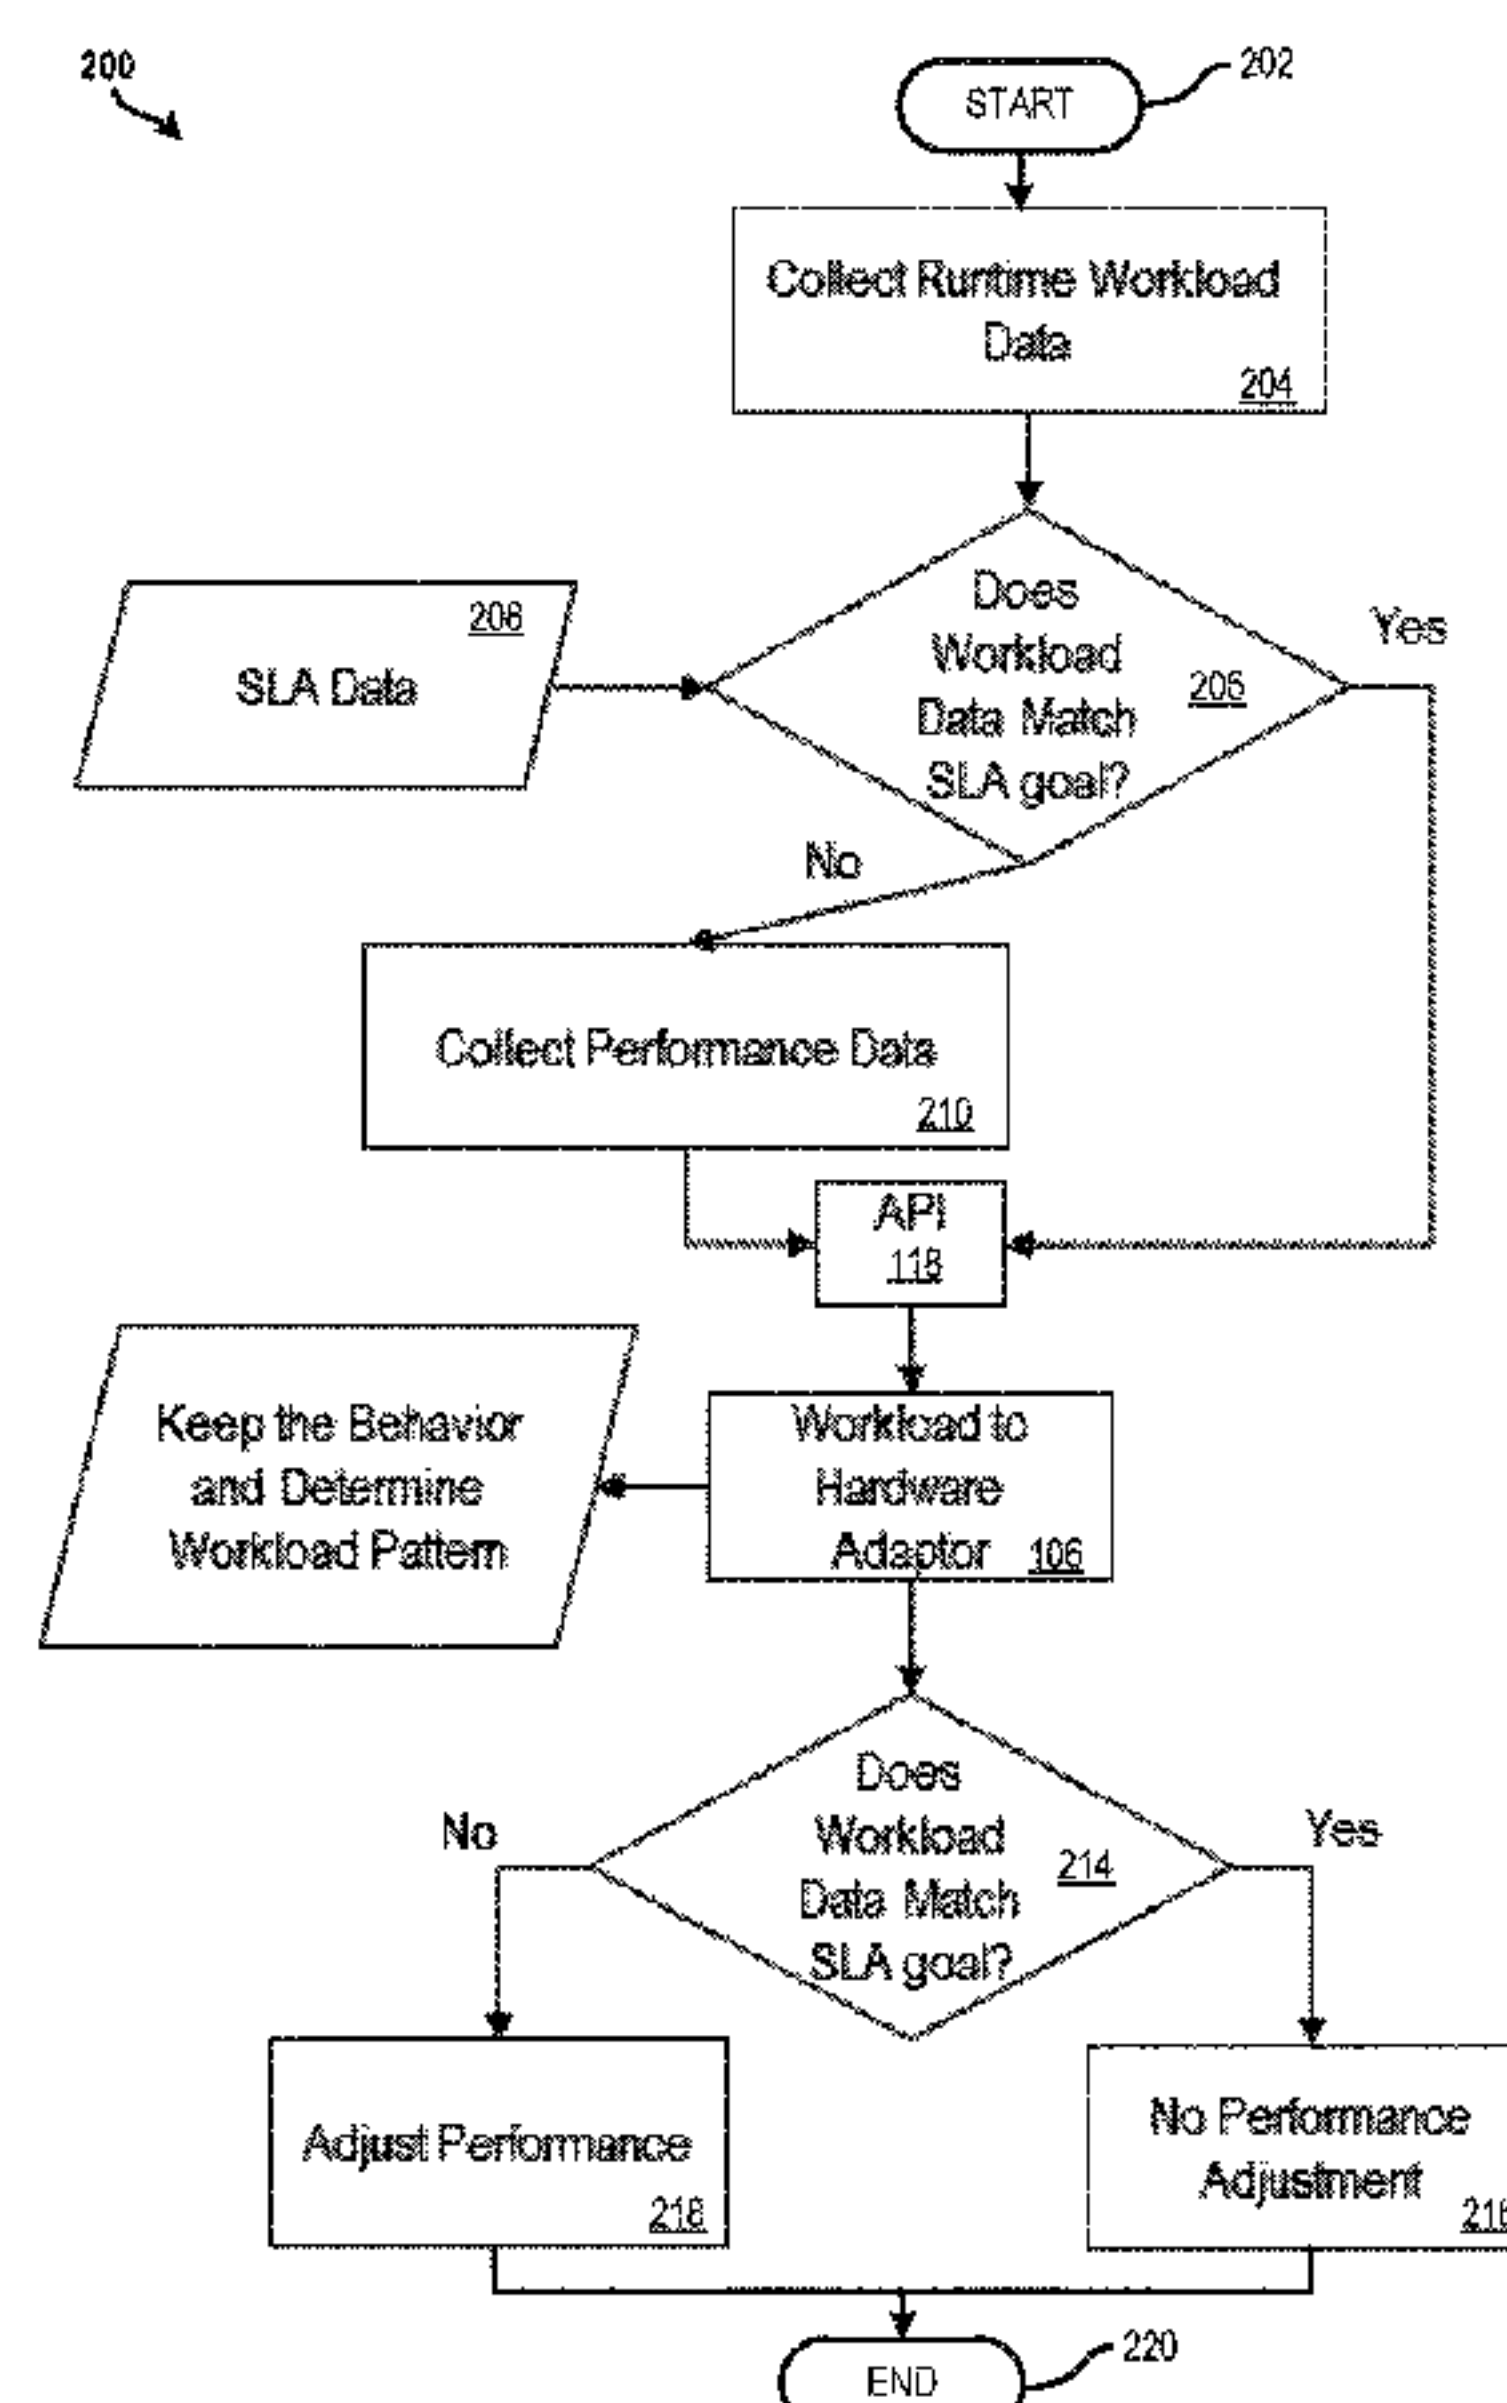 200
202
START
Collect Runtime Workload
Data
204
208
SLA Data
Does
Workload
Data Match
SLA goal?
Yes
No
Collect Performance Data
210
API
Keep the Behavior
and Determine
Workload Pattern
Workload to
Hardware
Adaptor 106
Does
Workload
Data Match
SLA goal?
214
No
Yes
Adjust Performance
218
No Performance
Adjustment
END
220